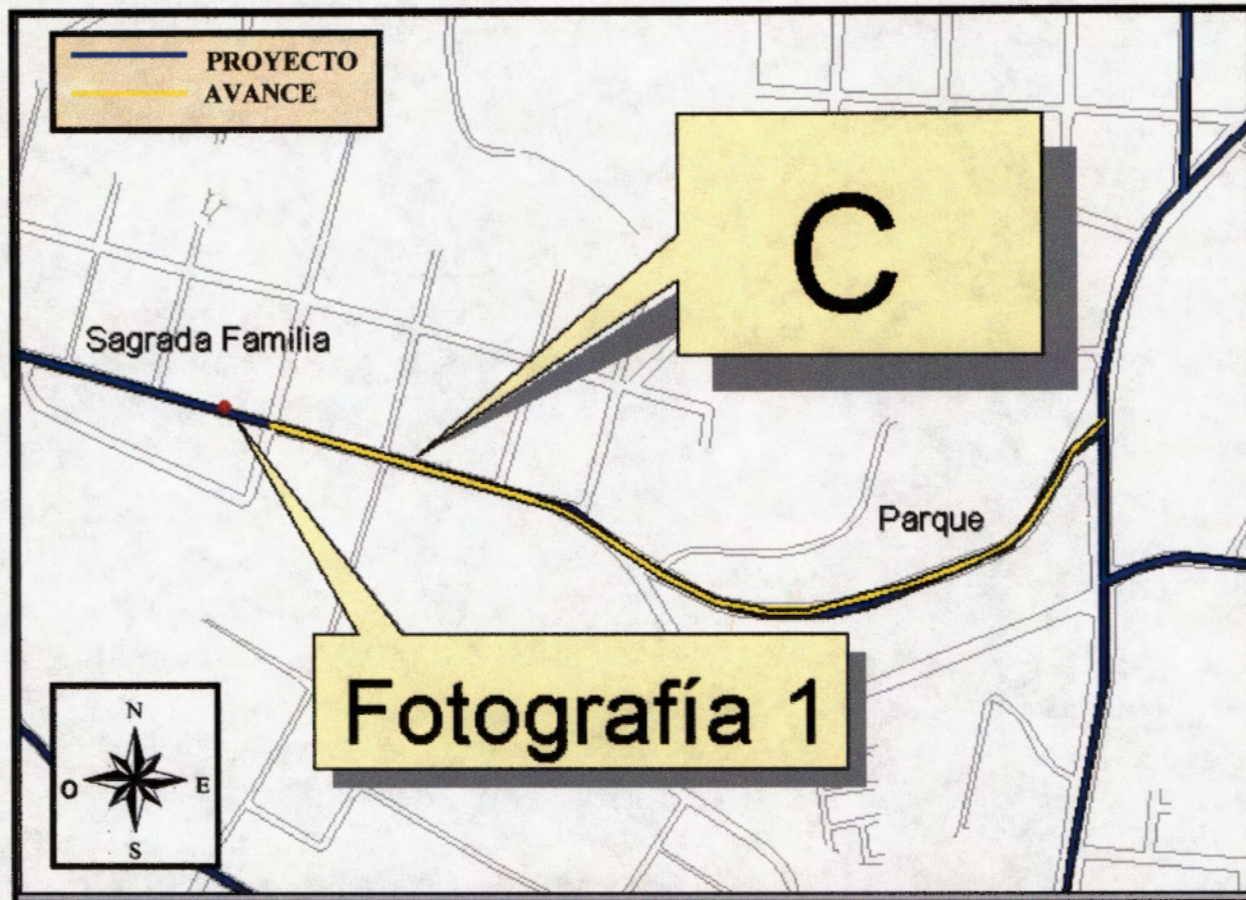 PROYECTO
AVANCE
C
Sagrada Familia
Parque
Fotografía 1
N
O
E
S